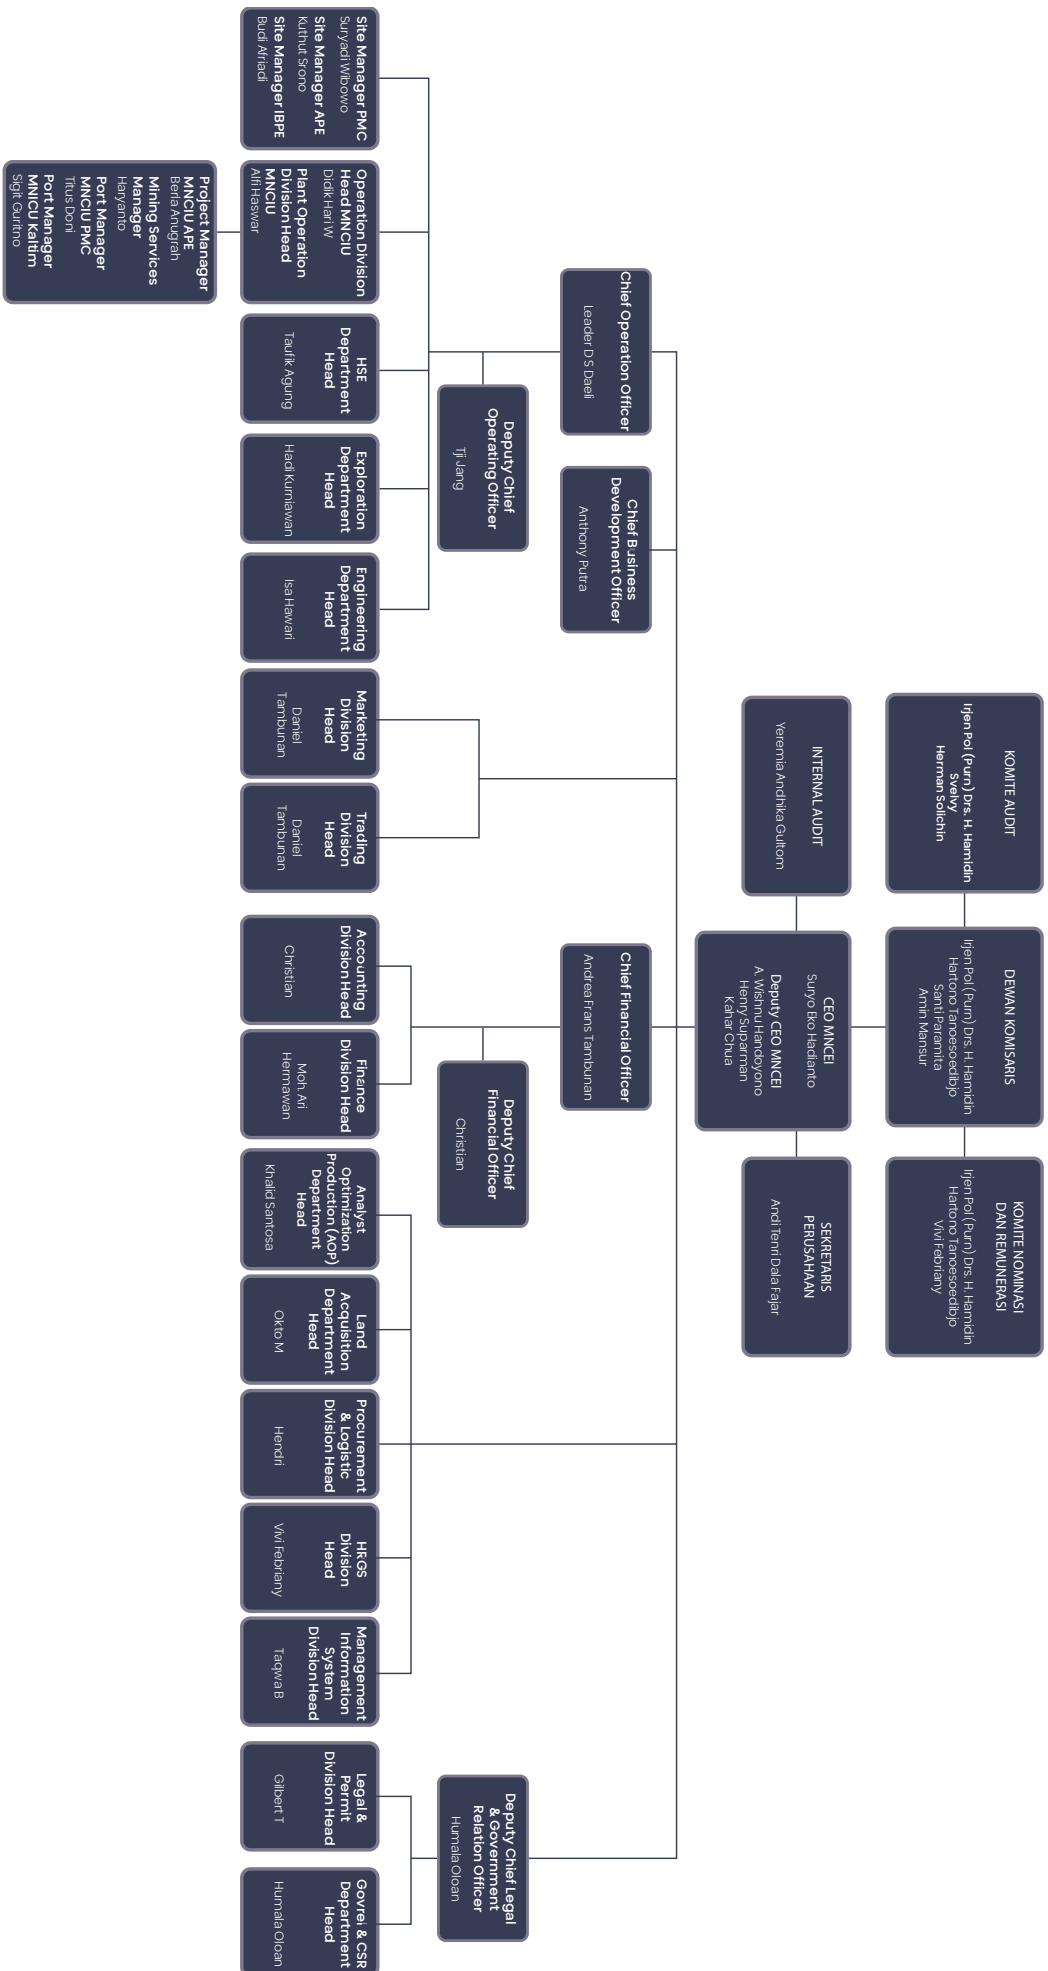 KOMITE AUDIT
Irjen Pol (Purn) Drs. H. Hamidin
Svelvy
Herman Solichin
DEWAN KOMISARIS
Irjen Pol (Purn) Drs. H. Hamidin
Hartono Tanoesoedibjo
Santi Paramita
Amin Mansur
KOMITE NOMINASI
DAN REMUNERASI
Irjen Pol (Purn) Drs. H. Hamidin
Hartono Tanoesoedibjo
Vivi Febriany
INTERNAL AUDIT
Yeremia Andhika Gultom
CEO MNCEI
Suryo Eko Hadianto
Deputy CEO MNCEI
A. Wishnu Handoyono
Henry Suparman
Kahar Chua
SEKRETARIS
PERUSAHAAN
Andi Tenri Dala Fajar
Chief Operation Officer
Leader D S Daeli
Chief Business
Development Officer
Anthony Putra
Chief Financial Officer
Andrea Frans Tambunan
Deputy Chief
Operating Officer
Tji Jang
Deputy Chief
Financial Officer
Christian
Deputy Chief Legal
& Government
Relation Officer
Humala Oloan
Site Manager PMC
Suryadi Wibowo
Site Manager APE
Kuthut Srono
Site Manager IBPE
Budi Afriadi
Operation Division
Head MNCIU
Didik Hari W
Plant Operation
Division Head
MNCIU
Alfi Haswar
HSE
Department
Head
Taufik Agung
Exploration
Department
Head
Hadi Kurniawan
Engineering
Department
Head
Isa Hawari
Marketing
Division
Head
Daniel
Tambunan
Trading
Division
Head
Daniel
Tambunan
Accounting
Division Head
Christian
Finance
Division Head
Moh. Ari
Hermawan
Analyst
Optimization
Production (AOP)
Department
Head
Khalid Santosa
Land
Acquisition
Department
Head
Okto M
Procurement
& Logistic
Division Head
Hendri
HRGS
Division
Head
Vivi Febriany
Management
Information
System
Division Head
Taqwa B
Legal &
Permit
Division Head
Gilbert T
Govrel & CSR
Department
Head
Humala Oloan
Project Manager
MNCIU APE
Berla Anugrah
Mining Services
Manager
Haryanto
Port Manager
MNCIU PMC
Titus Doni
Port Manager
MNICU Kaltim
Sigit Guritno